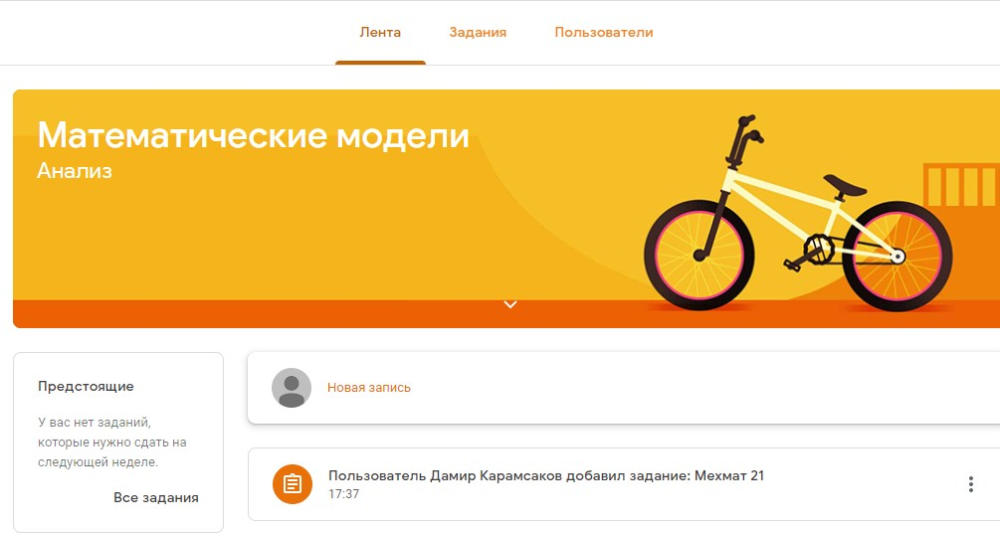 Лента Задания Пользователи
Математические модели
Анализ
Предстоящие
У вас нет заданий,
которые нужно сдать на
следующей неделе.
Все задания
Новая запись
Пользователь Дамир Карамсаков добавил задание: Мехмат 21
17:37